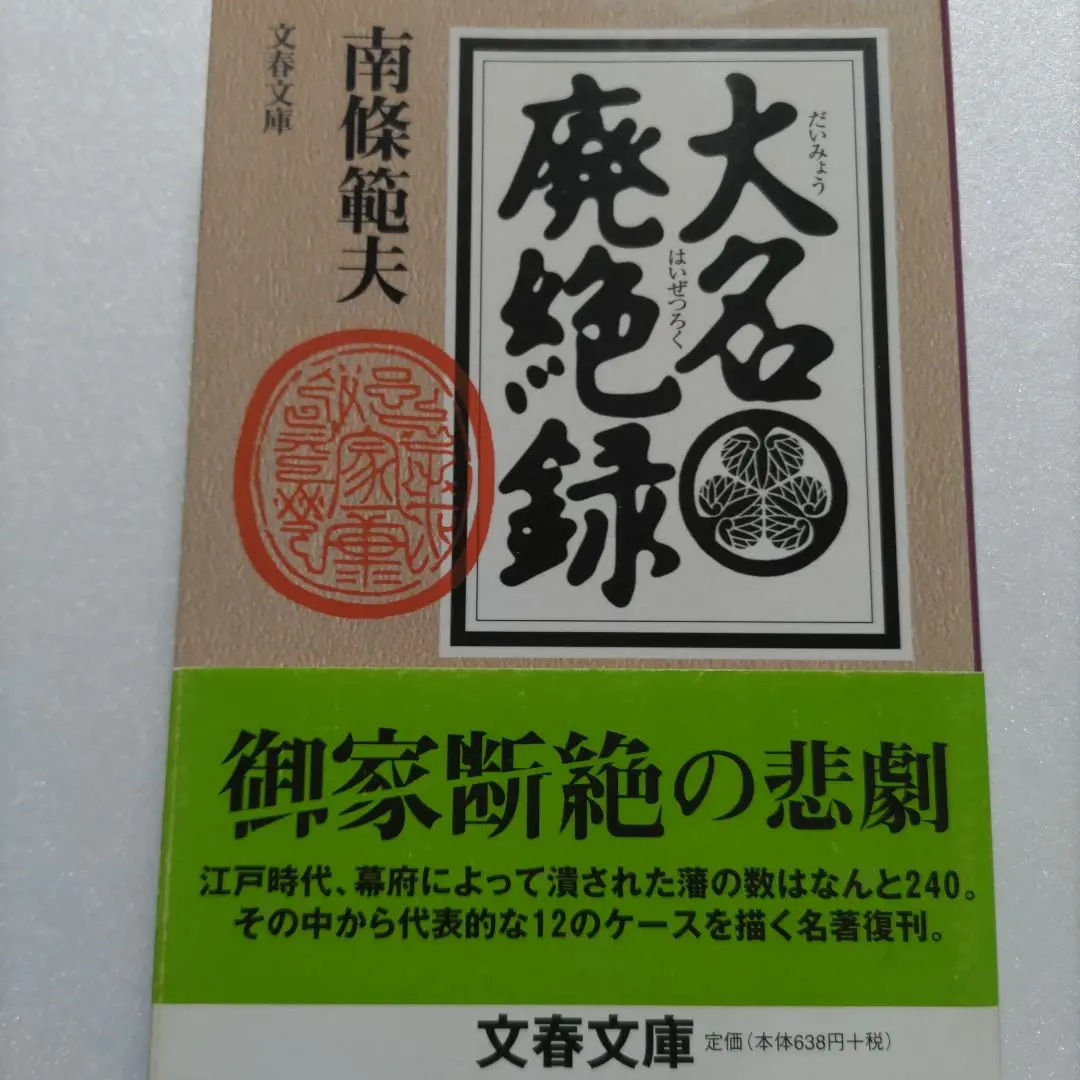 大名
だいみょう
廃絶録
はいぜつろく
南條範夫
文春文庫
御家断絶の悲劇
江戸時代、幕府によって潰された藩の数はなんと240。
その中から代表的な12のケースを描く名著復刊。
文春文庫 定価(本体638円+税)